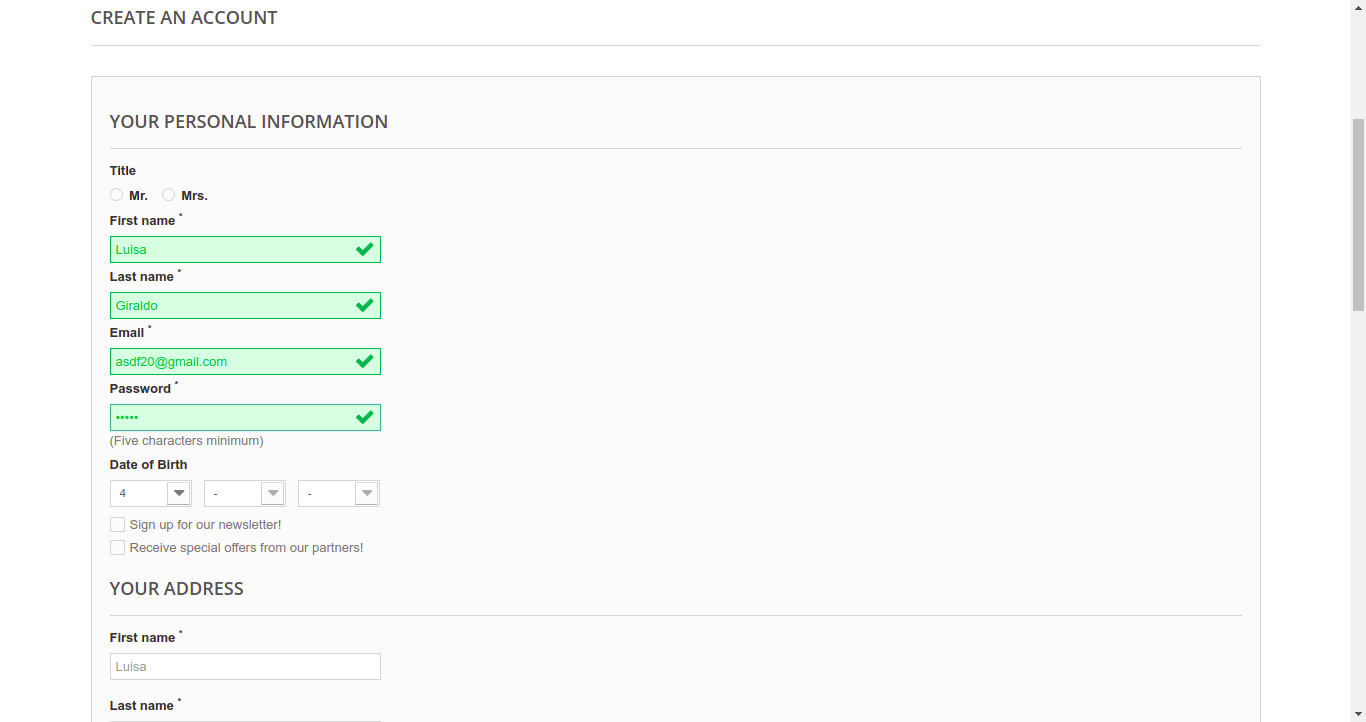 CREATE AN ACCOUNT
YOUR PERSONAL INFORMATION
Title
Mr. Mrs.
First name *
Luisa
Last name *
Giraldo
Email *
asdf20@gmail.com
Password *
•••••
(Five characters minimum)
Date of Birth
4 - -
Sign up for our newsletter!
Receive special offers from our partners!
YOUR ADDRESS
First name *
Luisa
Last name *